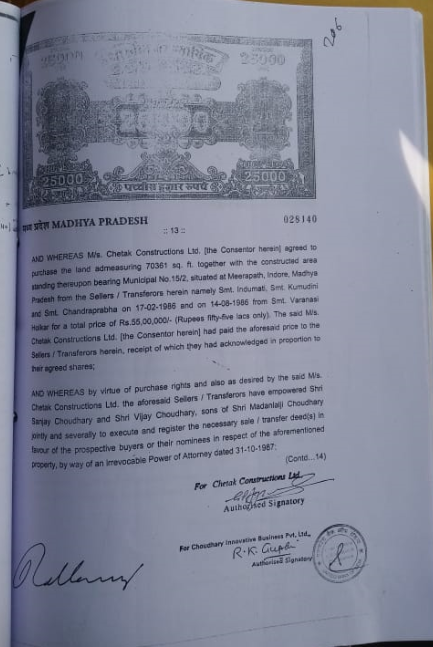 206
25000
25000
25000
पच्चीस हजार रुपये
25000
मध्य प्रदेश MADHYA PRADESH
028140
:: 13 ::
AND WHEREAS M/s. Chetak Constructions Ltd. [the Consentor herein] agreed to
purchase the land admeasuring 70361 sq. ft. together with the constructed area
standing thereupon bearing Municipal No.15/2, situated at Meerapath, Indore, Madhya
Pradesh from the Sellers / Transferors herein namely Smt. Indumati, Smt. Kumudini
and Smt. Chandraprabha on 17-02-1986 and on 14-08-1986 from Smt. Varanasi
Holkar for a total price of Rs.55,00,000/- (Rupees fifty-five lacs only). The said M/s.
Chetak Constructions Ltd. [the Consentor herein] had paid the aforesaid price to the
Sellers / Transferors herein, receipt of which they had acknowledged in proportion to
their agreed shares;
AND WHEREAS by virtue of purchase rights and also as desired by the said M/s.
Chetak Constructions Ltd. the aforesaid Sellers / Transferors have empowered Shri
Sanjay Choudhary and Shri Vijay Choudhary, sons of Shri Madanlalji Choudhary
jointly and severally to execute and register the necessary sale / transfer deed(s) in
favour of the prospective buyers or their nominees in respect of the aforementioned
property, by way of an Irrevocable Power of Attorney dated 31-10-1987;
(Contd...14)
For Chetak Constructions Ltd.
Authorised Signatory
For Choudhary Innovative Business Pvt. Ltd.,
R.K. Gupta
Authorised Signatory